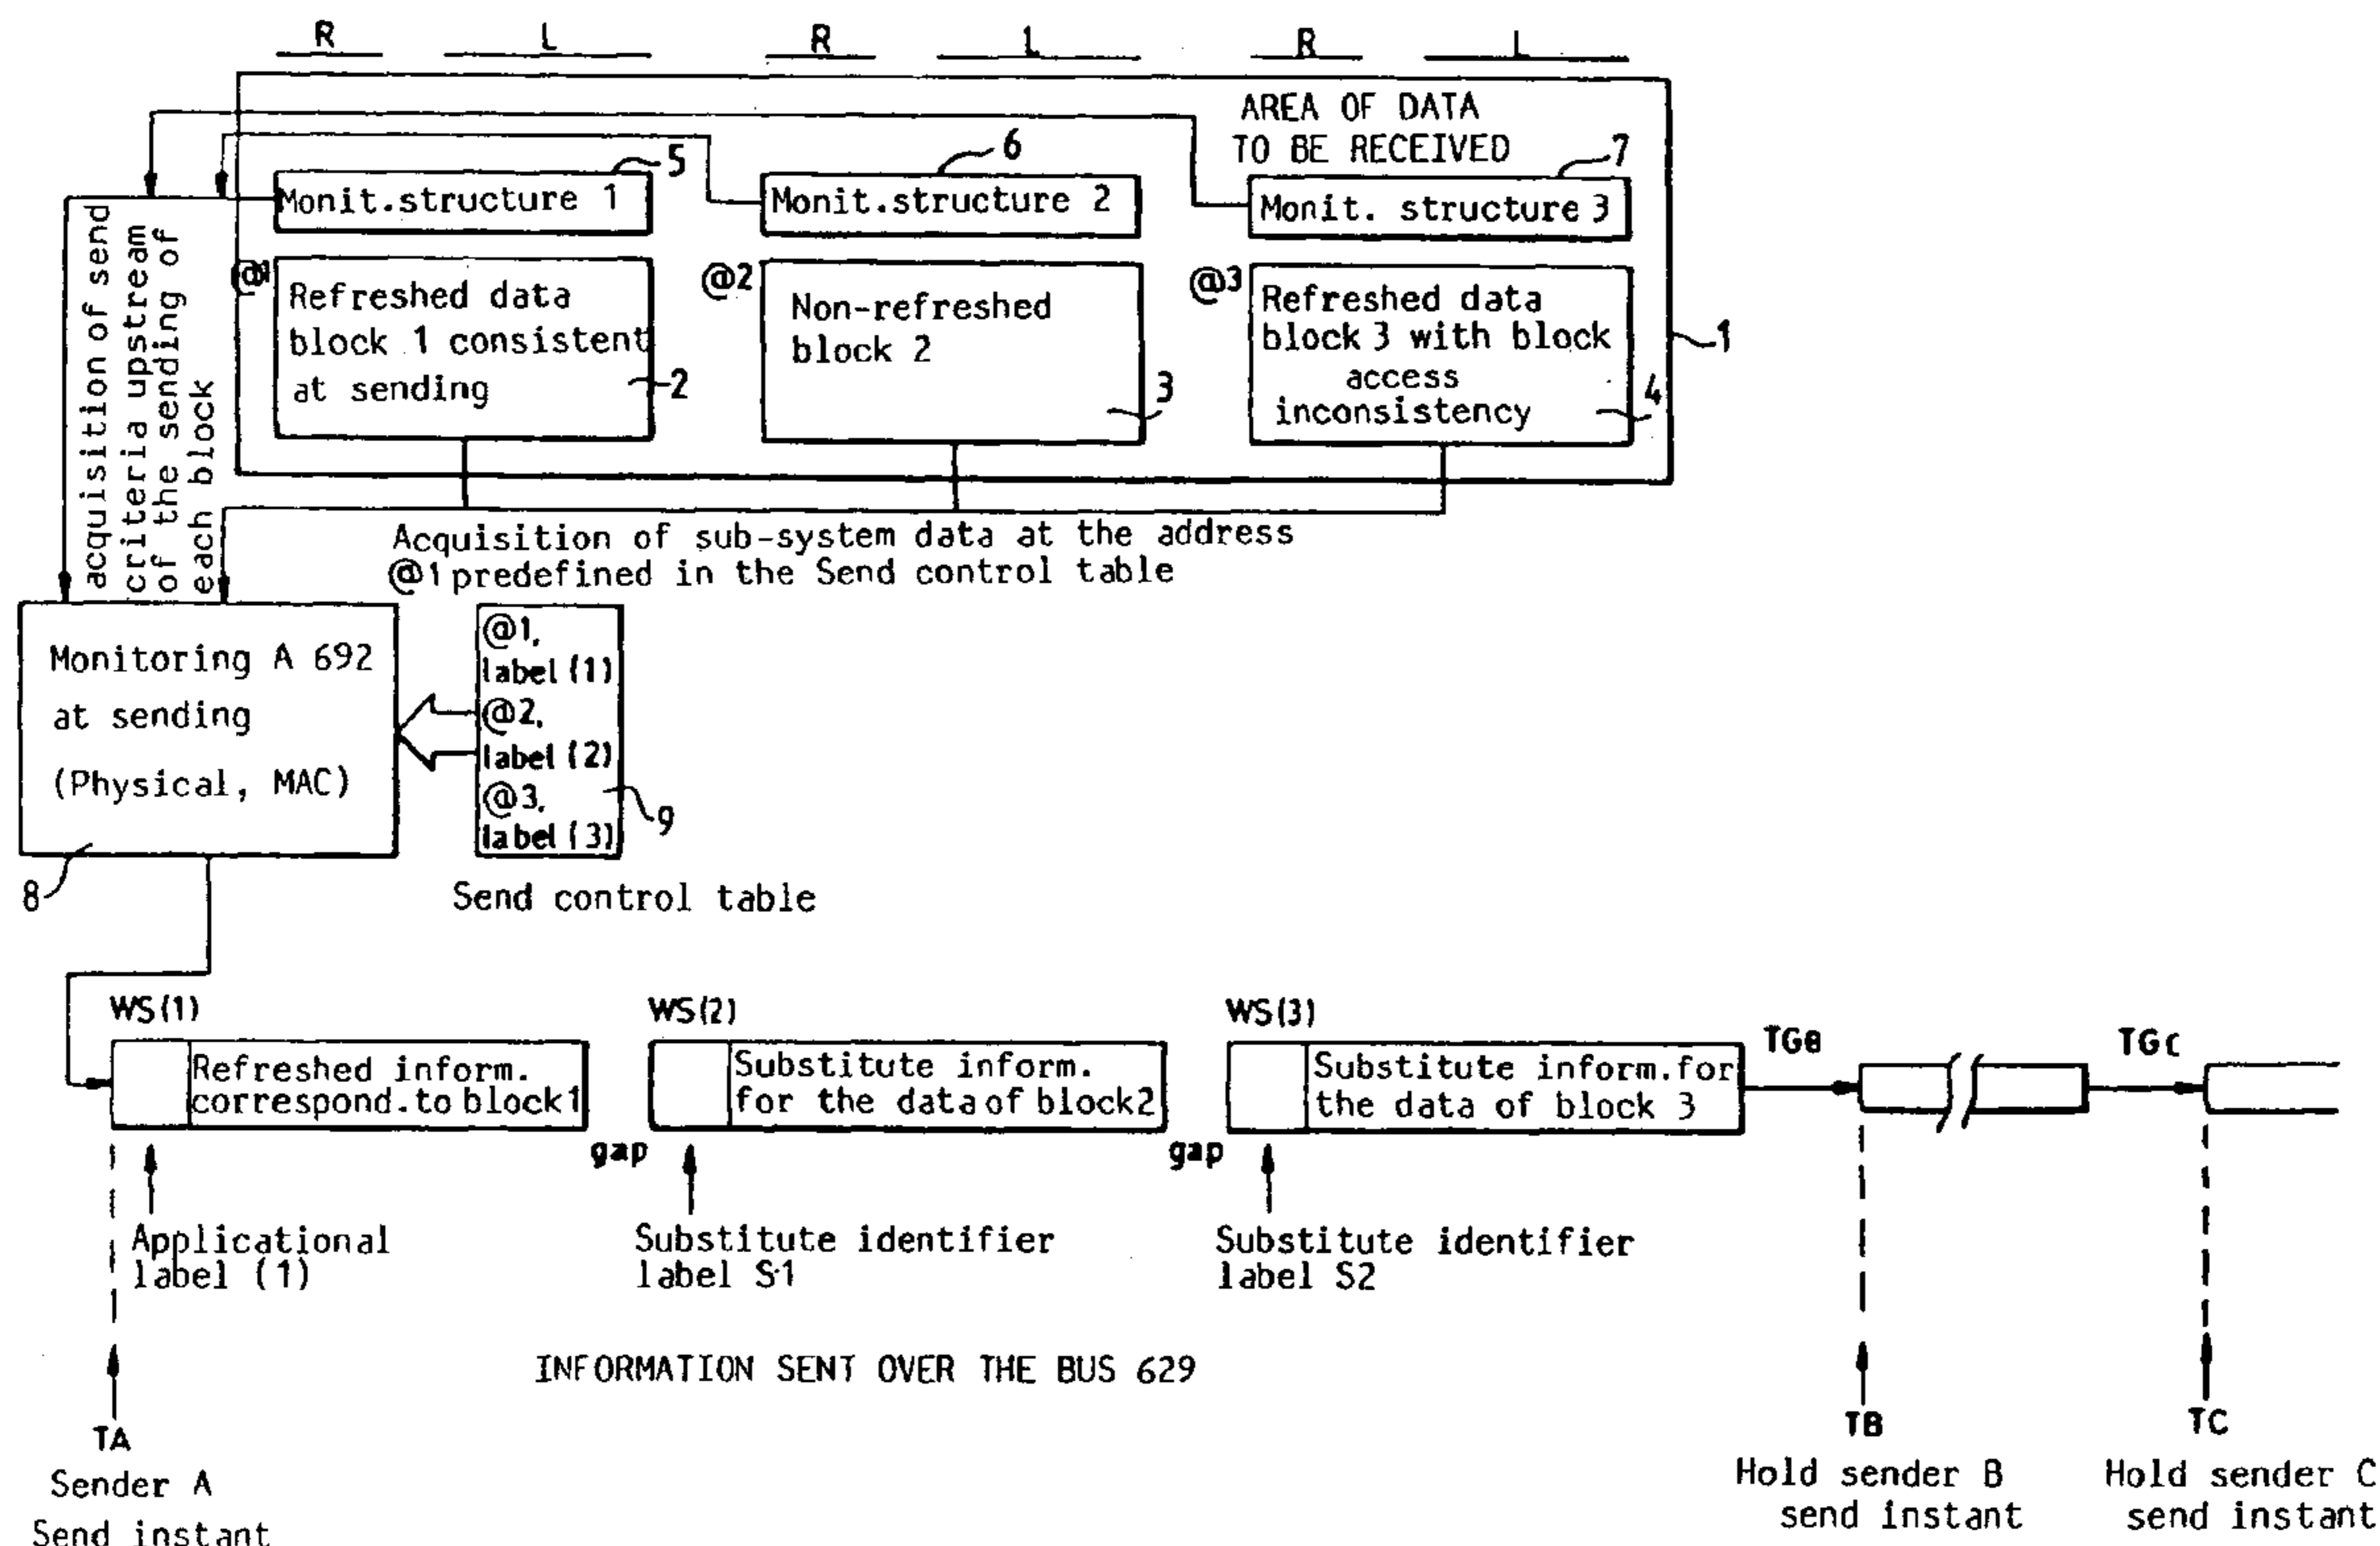 R L R L R L
AREA OF DATA
TO BE RECEIVED
5
6
7
Monit.structure 1
Monit.structure 2
Monit. structure 3
acquisition of send
criteria upstream
of the sending of
each block
@1
Refreshed data
block 1 consistent
at sending
2
@2
Non-refreshed
block 2
3
@3
Refreshed data
block 3 with block
access
inconsistency
4
1
Acquisition of sub-system data at the address
@1 predefined in the Send control table
Monitoring A 692
at sending
(Physical, MAC)
8
@1,
label (1)
@2,
label (2)
@3,
label (3)
9
Send control table
WS(1)
WS(2)
WS(3)
TGB
TGC
Refreshed inform.
correspond.to block1
Substitute inform.
for the data of block2
Substitute inform.for
the data of block 3
gap
gap
Applicational
label (1)
Substitute identifier
label S1
Substitute identifier
label S2
INFORMATION SENT OVER THE BUS 629
TA
Sender A
Send instant
TB
Hold sender B
send instant
TC
Hold sender C
send instant